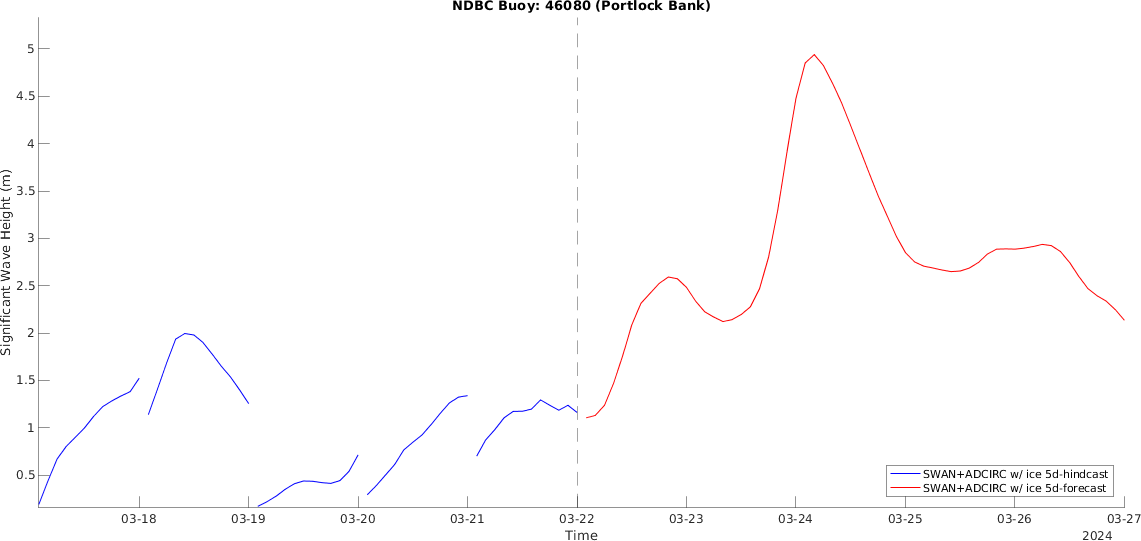 NDBC Buoy: 46080 (Portlock Bank)
Significant Wave Height (m)
5
4.5
4
3.5
3
2.5
2
1.5
1
0.5
SWAN+ADCIRC w/ ice 5d-hindcast
SWAN+ADCIRC w/ ice 5d-forecast
03-18 03-19 03-20 03-21 03-22 03-23 03-24 03-25 03-26 03-27
Time
2024